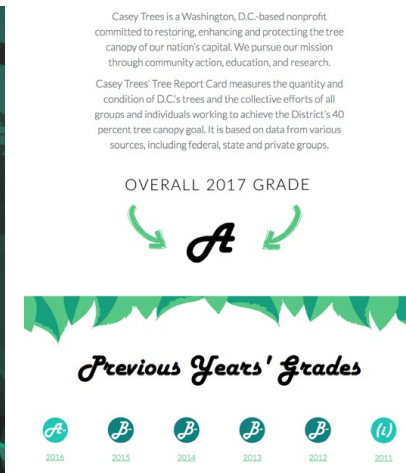 Casey Trees is a Washington, D.C.-based nonprofit
committed to restoring, enhancing and protecting the tree
canopy of our nation's capital. We pursue our mission
through community action, education, and research.
Casey Trees' Tree Report Card measures the quantity and
condition of D.C.'s trees and the collective efforts of all
groups and individuals working to achieve the District's 40
percent tree canopy goal. It is based on data from various
sources, including federal, state and private groups.
OVERALL 2017 GRADE
A
Previous Years' Grades
A- B- B- B- B- (i)
2016 2015 2014 2013 2012 2011